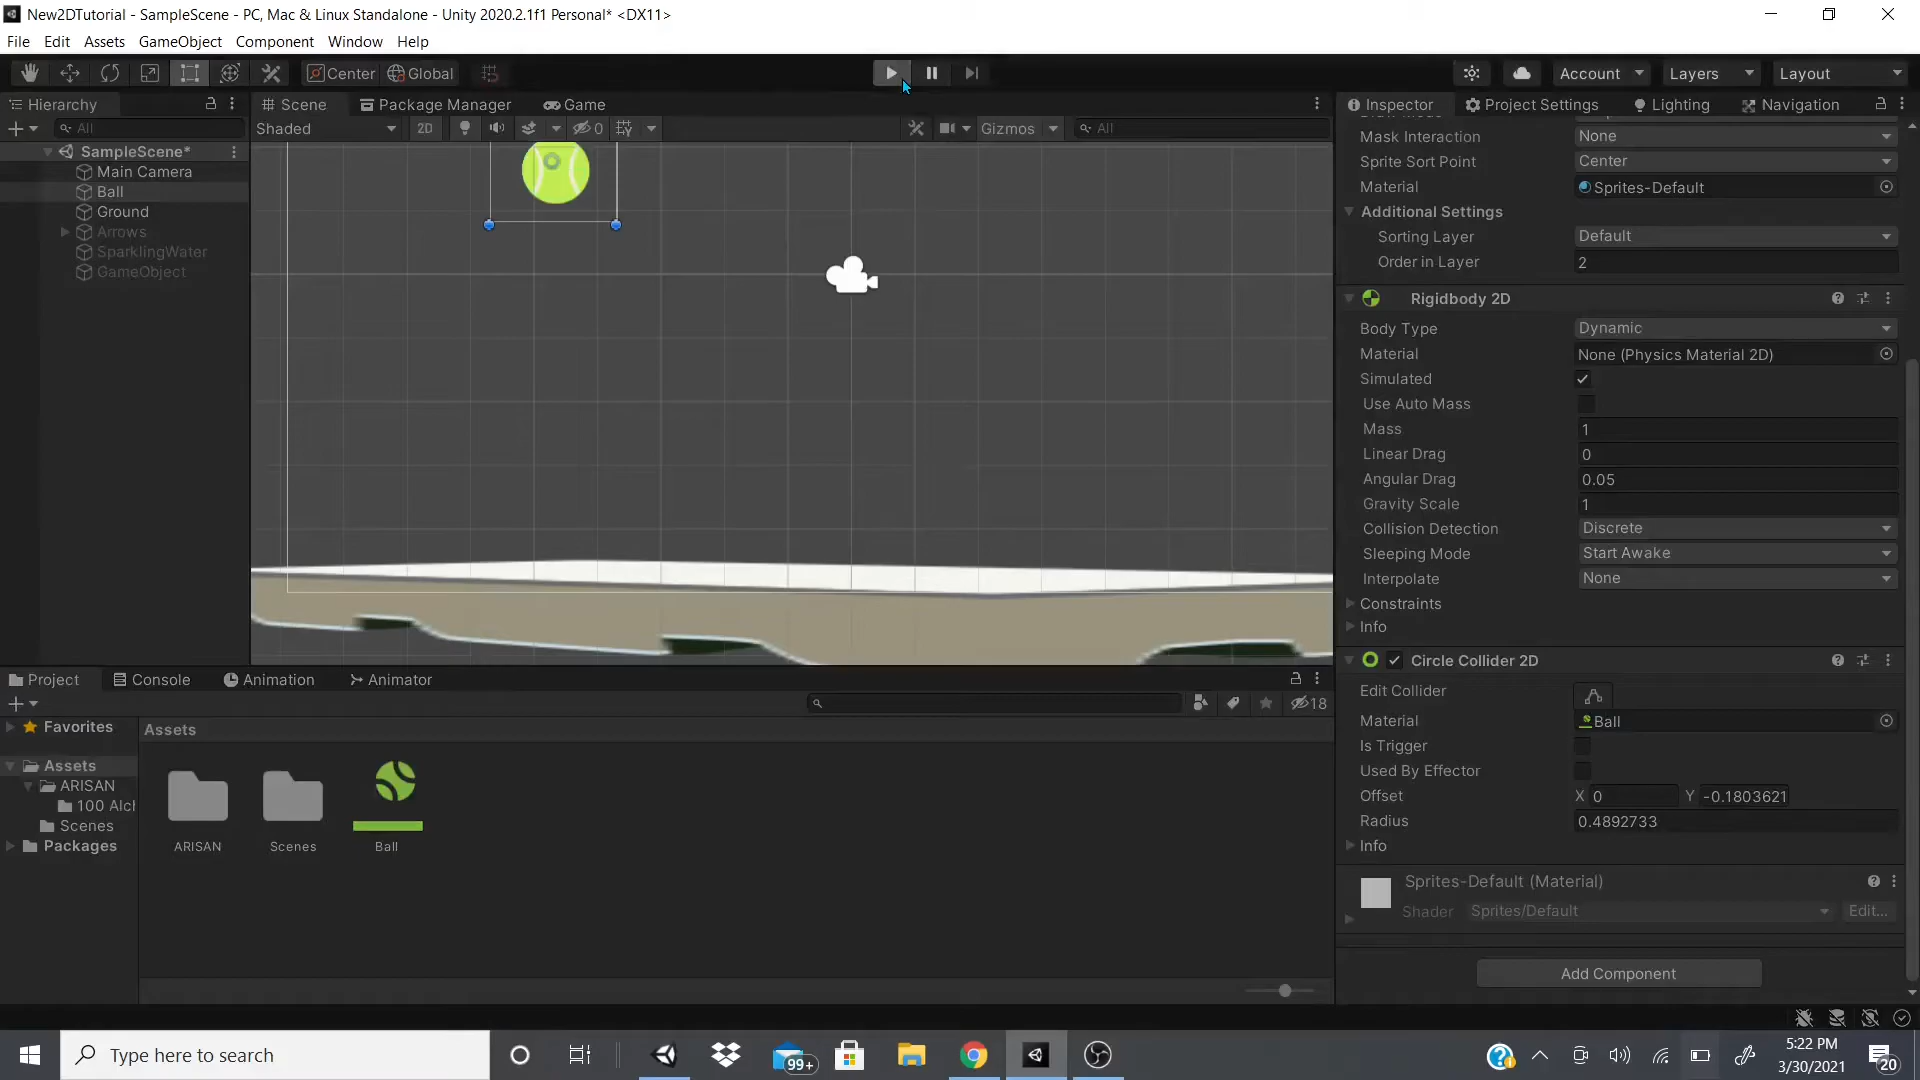 New2DTutorial - SampleScene - PC, Mac & Linux Standalone - Unity 2020.2.1f1 Personal* <DX11>
File Edit Assets GameObject Component Window Help
Center Global Account Layers Layout
Hierarchy
All
SampleScene*
Main Camera
Ball
Ground
Arrows
SparklingWater
GameObject
Scene Package Manager Game
Shaded 2D 0 Gizmos All
Inspector Project Settings Lighting Navigation
Mask Interaction None
Sprite Sort Point Center
Material Sprites-Default
Additional Settings
Sorting Layer Default
Order in Layer 2
Rigidbody 2D
Body Type Dynamic
Material None (Physics Material 2D)
Simulated
Use Auto Mass
Mass 1
Linear Drag 0
Angular Drag 0.05
Gravity Scale 1
Collision Detection Discrete
Sleeping Mode Start Awake
Interpolate None
Constraints
Info
Circle Collider 2D
Edit Collider
Material Ball
Is Trigger
Used By Effector
Offset X 0 Y -0.1803621
Radius 0.4892733
Info
Sprites-Default (Material)
Shader Sprites/Default Edit...
Add Component
Project Console Animation Animator
18
Favorites
Assets
ARISAN
100 Alch
Scenes
Packages
Assets
ARISAN Scenes Ball
Type here to search
99+
5:22 PM
3/30/2021
20